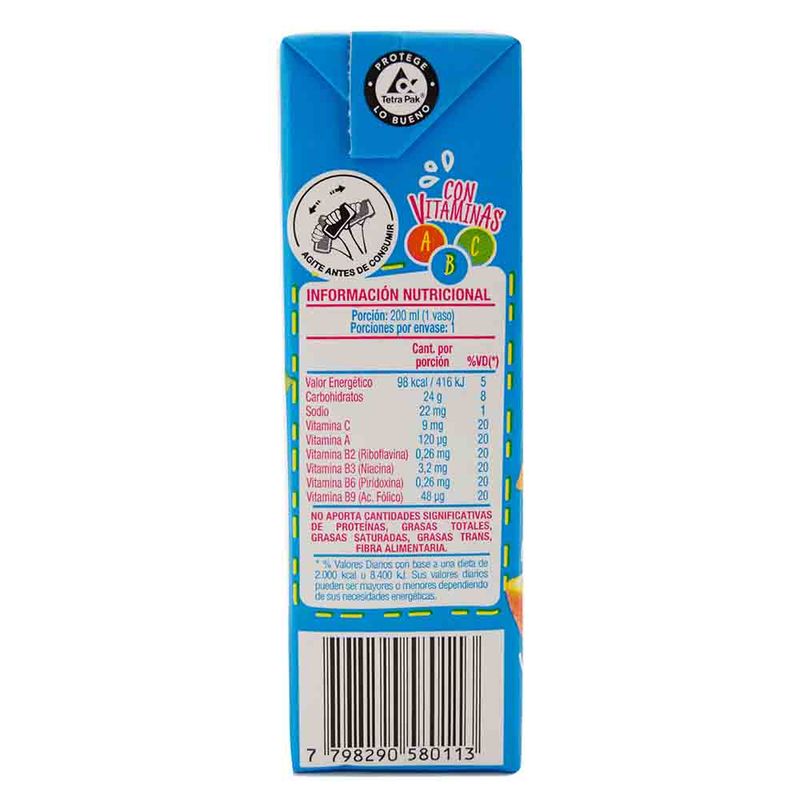 PROTEGE
Tetra Pak®
LO BUENO
AGITE ANTES DE CONSUMIR
CON
VITAMINAS
A C
B
INFORMACIÓN NUTRICIONAL
Porción: 200 ml (1 vaso)
Porciones por envase: 1
Cant. por
porción %VD(*)
Valor Energético 98 kcal / 416 kJ 5
Carbohidratos 24 g 8
Sodio 22 mg 1
Vitamina C 9 mg 20
Vitamina A 120 µg 20
Vitamina B2 (Riboflavina) 0,26 mg 20
Vitamina B3 (Niacina) 3,2 mg 20
Vitamina B6 (Piridoxina) 0,26 mg 20
Vitamina B9 (Ac. Fólico) 48 µg 20
NO APORTA CANTIDADES SIGNIFICATIVAS
DE PROTEÍNAS, GRASAS TOTALES,
GRASAS SATURADAS, GRASAS TRANS,
FIBRA ALIMENTARIA.
* % Valores Diarios con base a una dieta de
2.000 kcal u 8.400 kJ. Sus valores diarios
pueden ser mayores o menores dependiendo
de sus necesidades energéticas.
7 798290 580113